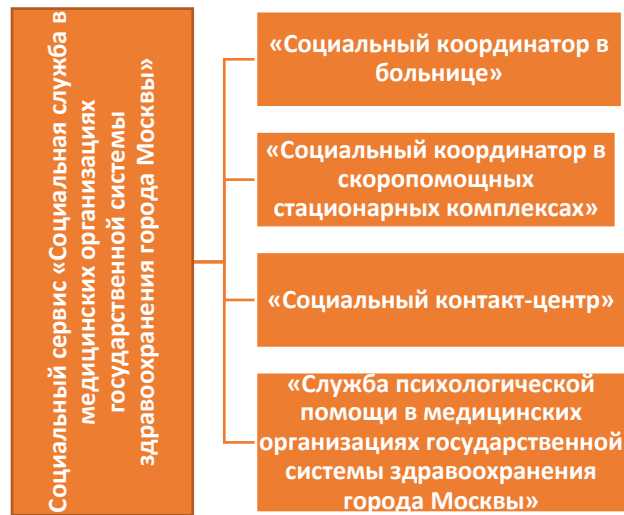 Социальный сервис «Социальная служба в
медицинских организациях
государственной системы
здравоохранения города Москвы»
«Социальный координатор в
больнице»
«Социальный координатор в
скоропомощных
стационарных комплексах»
«Социальный контакт-центр»
«Служба психологической
помощи в медицинских
организациях государственной
системы здравоохранения
города Москвы»